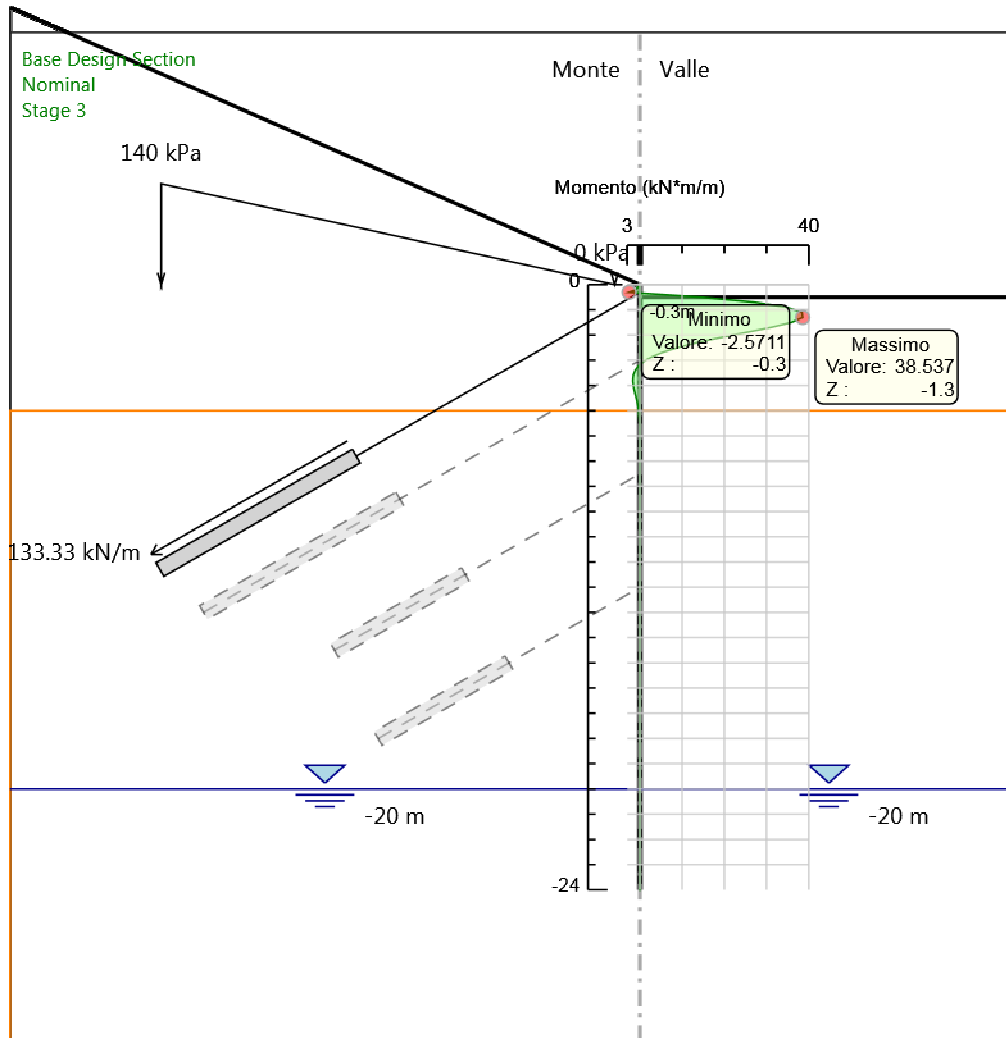 Base Design Section
Nominal
Stage 3
Monte
Valle
140 kPa
Momento (kN*m/m)
3
40
0 kPa
0
-0.3m
Minimo
Valore: -2.5711
Z : -0.3
Massimo
Valore: 38.537
Z : -1.3
133.33 kN/m
-20 m
-20 m
-24